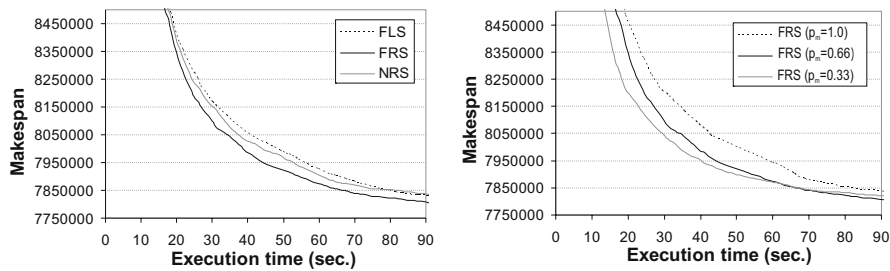 8450000
8350000
8250000
8150000
8050000
7950000
7850000
7750000
Makespan
0 10 20 30 40 50 60 70 80 90
Execution time (sec.)
FLS
FRS
NRS
8450000
8350000
8250000
8150000
8050000
7950000
7850000
7750000
Makespan
0 10 20 30 40 50 60 70 80 90
Execution time (sec.)
FRS (pm=1.0)
FRS (pm=0.66)
FRS (pm=0.33)